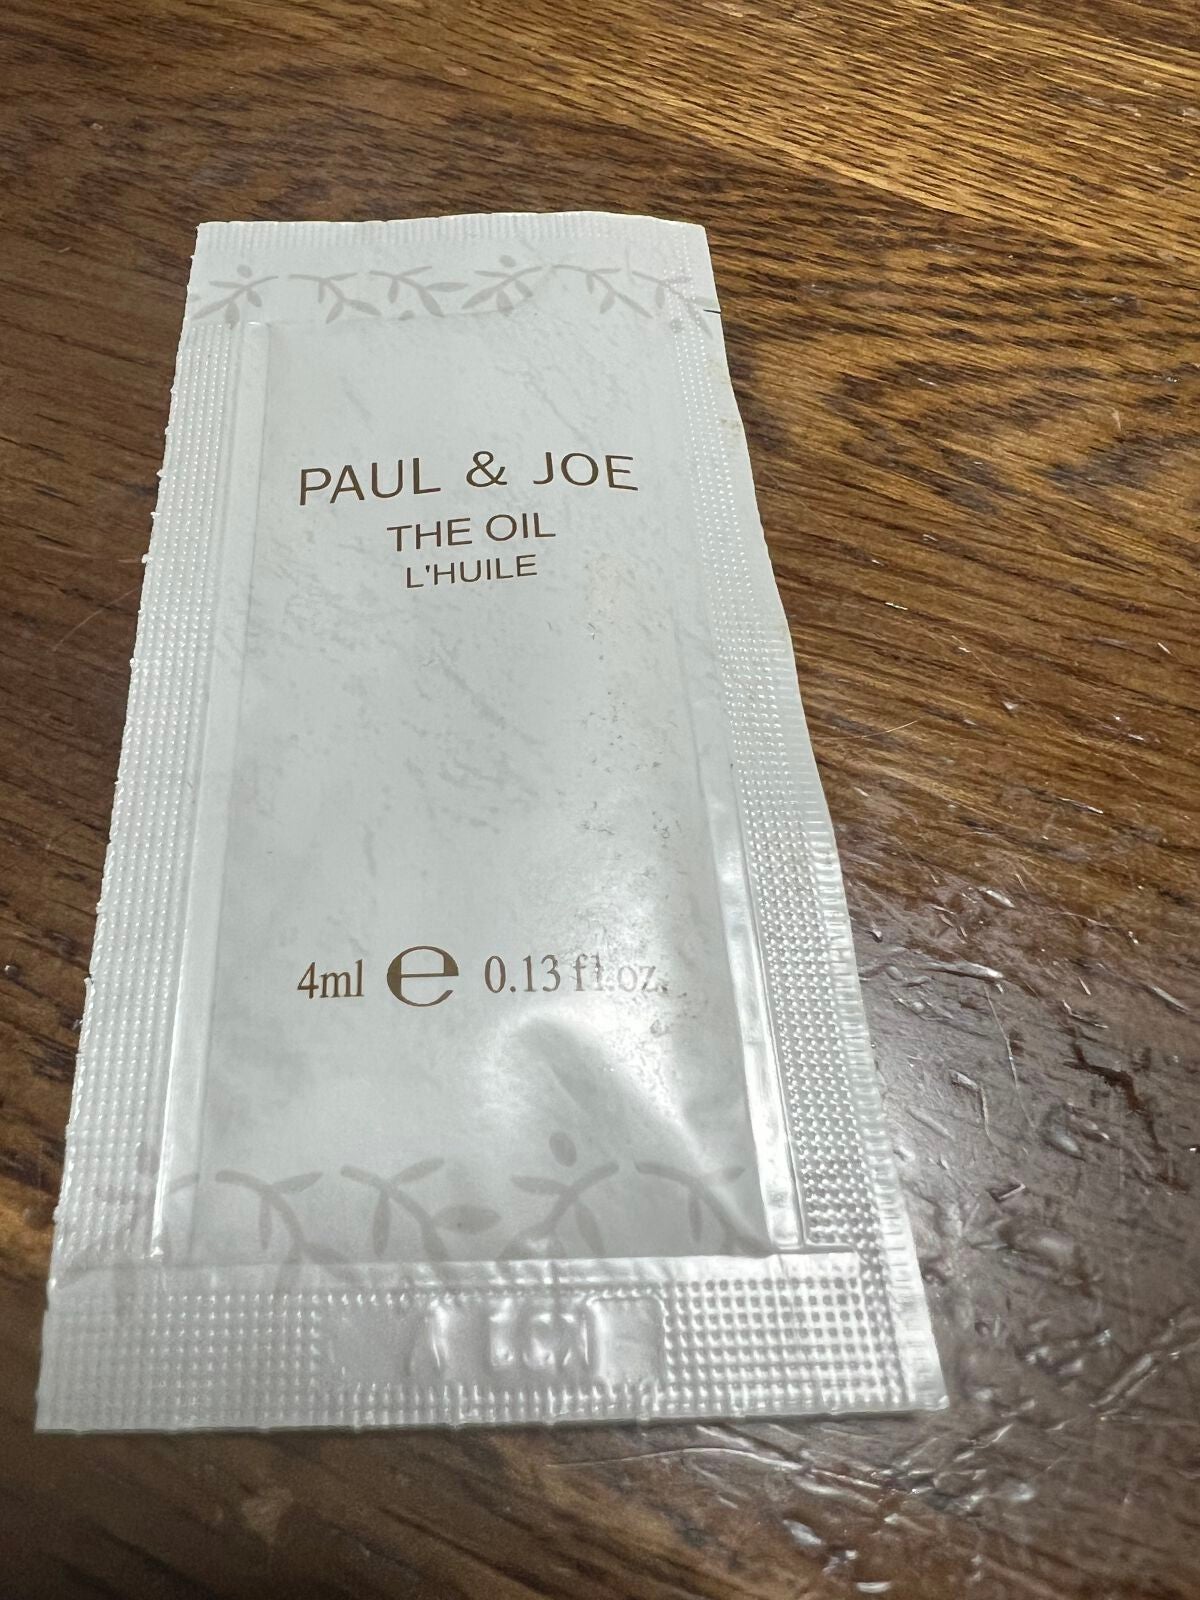 PAUL & JOE
THE OIL
L'HUILE
4ml ℮ 0.13 fl.oz.